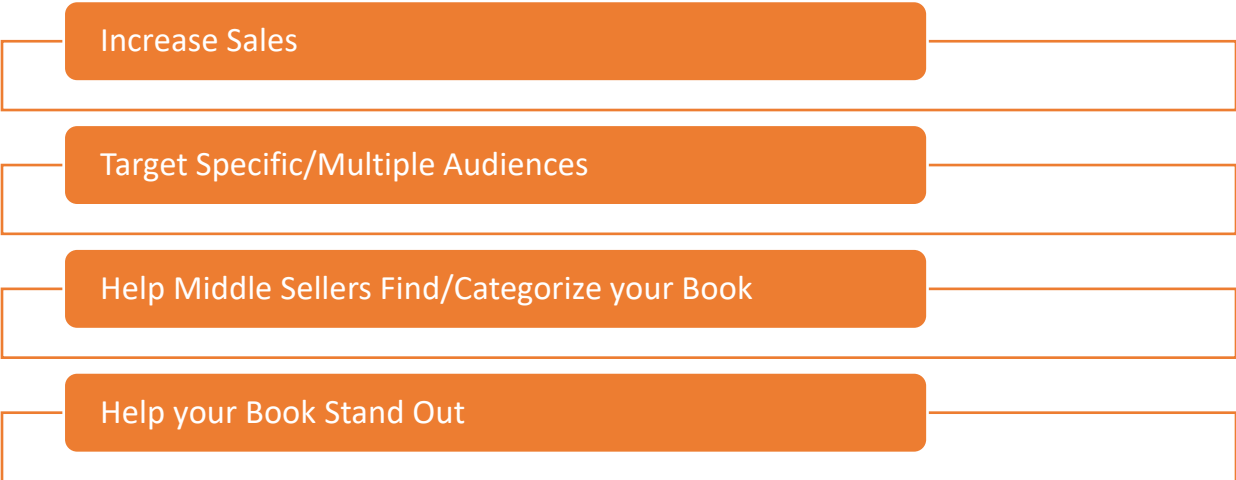 Increase Sales
Target Specific/Multiple Audiences
Help Middle Sellers Find/Categorize your Book
Help your Book Stand Out